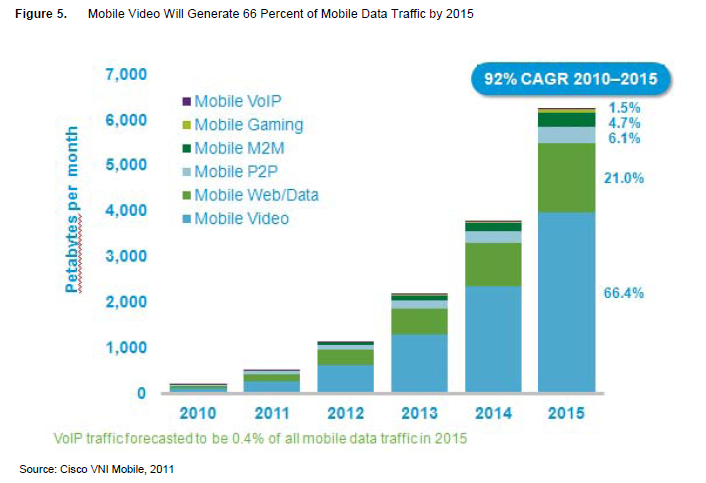 Figure 5. Mobile Video Will Generate 66 Percent of Mobile Data Traffic by 2015
92% CAGR 2010–2015
7,000
6,000
5,000
4,000
3,000
2,000
1,000
0
Petabytes per month
Mobile VoIP
Mobile Gaming
Mobile M2M
Mobile P2P
Mobile Web/Data
Mobile Video
1.5%
4.7%
6.1%
21.0%
66.4%
2010 2011 2012 2013 2014 2015
VoIP traffic forecasted to be 0.4% of all mobile data traffic in 2015
Source: Cisco VNI Mobile, 2011